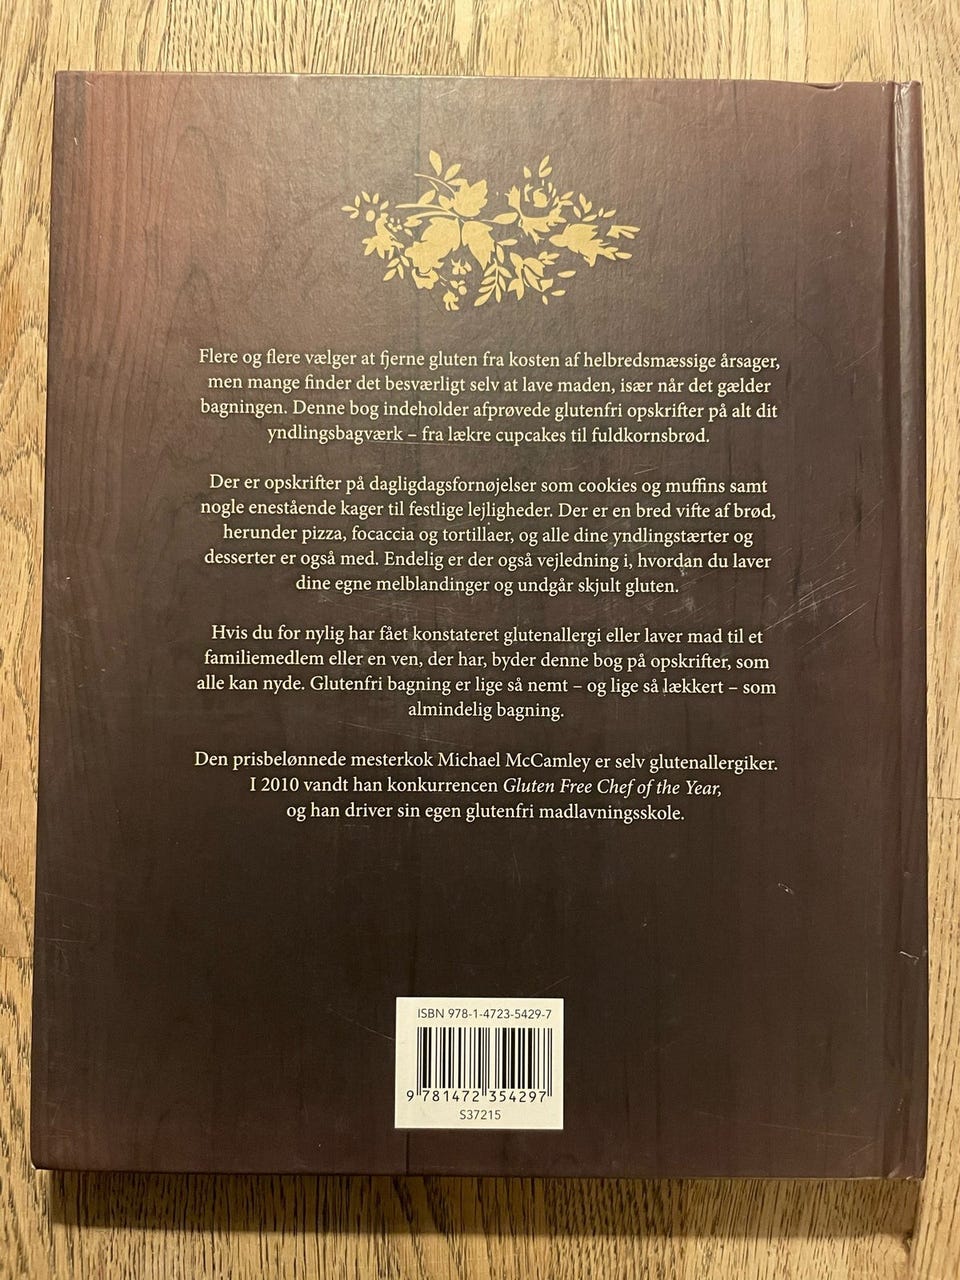 Flere og flere vælger at fjerne gluten fra kosten af helbredsmæssige årsager,
men mange finder det besværligt selv at lave maden, især når det gælder
bagningen. Denne bog indeholder afprøvede glutenfri opskrifter på alt dit
yndlingsbagværk – fra lækre cupcakes til fuldkornsbrød.
Der er opskrifter på dagligdagsfornøjelser som cookies og muffins samt
nogle enestående kager til festlige lejligheder. Der er en bred vifte af brød,
herunder pizza, focaccia og tortillaer, og alle dine yndlingstærter og
desserter er også med. Endelig er der også vejledning i, hvordan du laver
dine egne melblandinger og undgår skjult gluten.
Hvis du for nylig har fået konstateret glutenallergi eller laver mad til et
familiemedlem eller en ven, der har, byder denne bog på opskrifter, som
alle kan nyde. Glutenfri bagning er lige så nemt – og lige så lækkert – som
almindelig bagning.
Den prisbelønnede mesterkok Michael McCamley er selv glutenallergiker.
I 2010 vandt han konkurrencen Gluten Free Chef of the Year,
og han driver sin egen glutenfri madlavningsskole.
ISBN 978-1-4723-5429-7
9 781472 354297
S37215